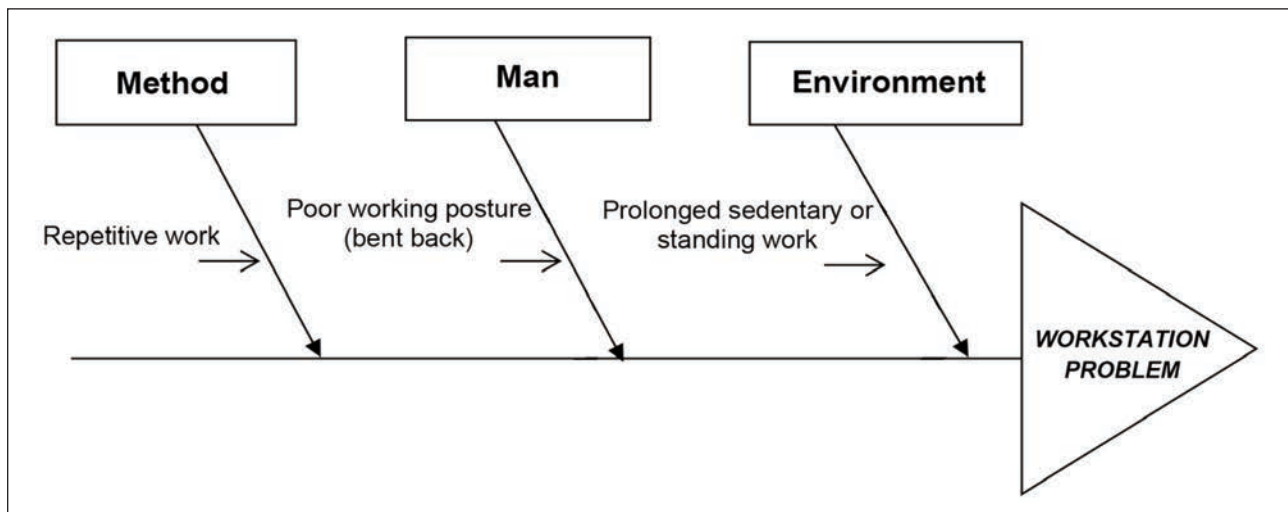 Method
Man
Environment
Repetitive work
Poor working posture
(bent back)
Prolonged sedentary or
standing work
WORKSTATION
PROBLEM